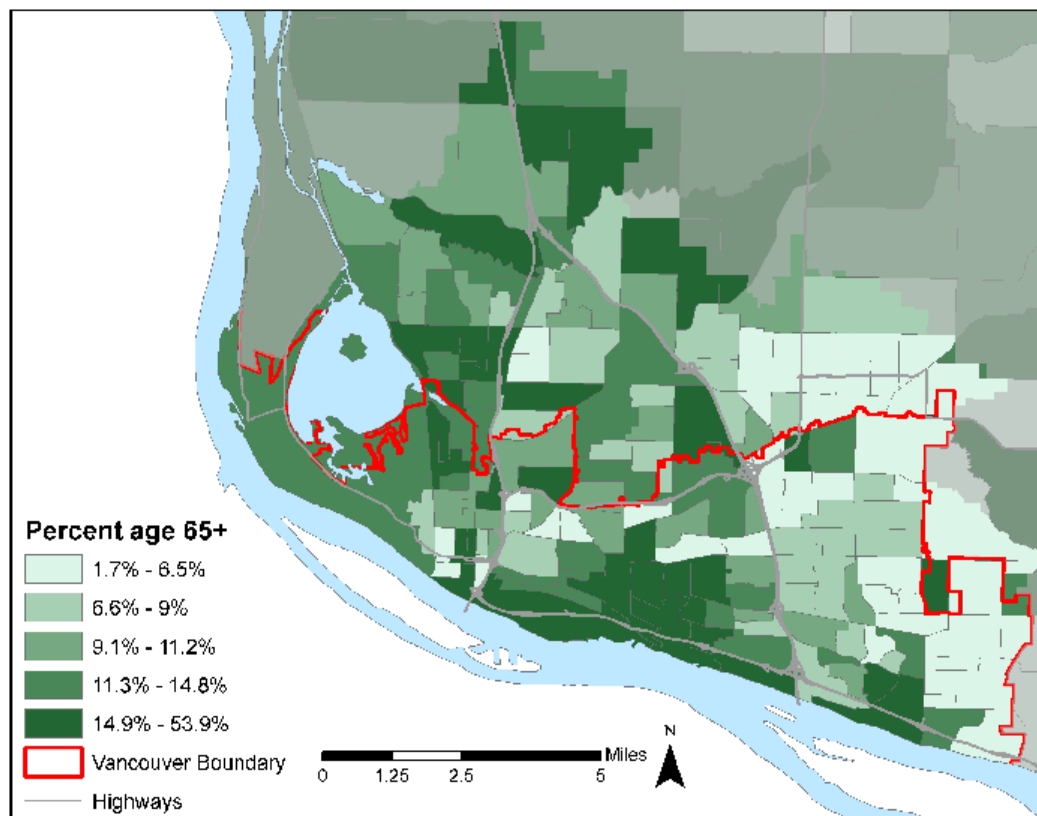 Percent age 65+
1.7% - 6.5%
6.6% - 9%
9.1% - 11.2%
11.3% - 14.8%
14.9% - 53.9%
Vancouver Boundary
Highways
Miles
0 1.25 2.5 5
N